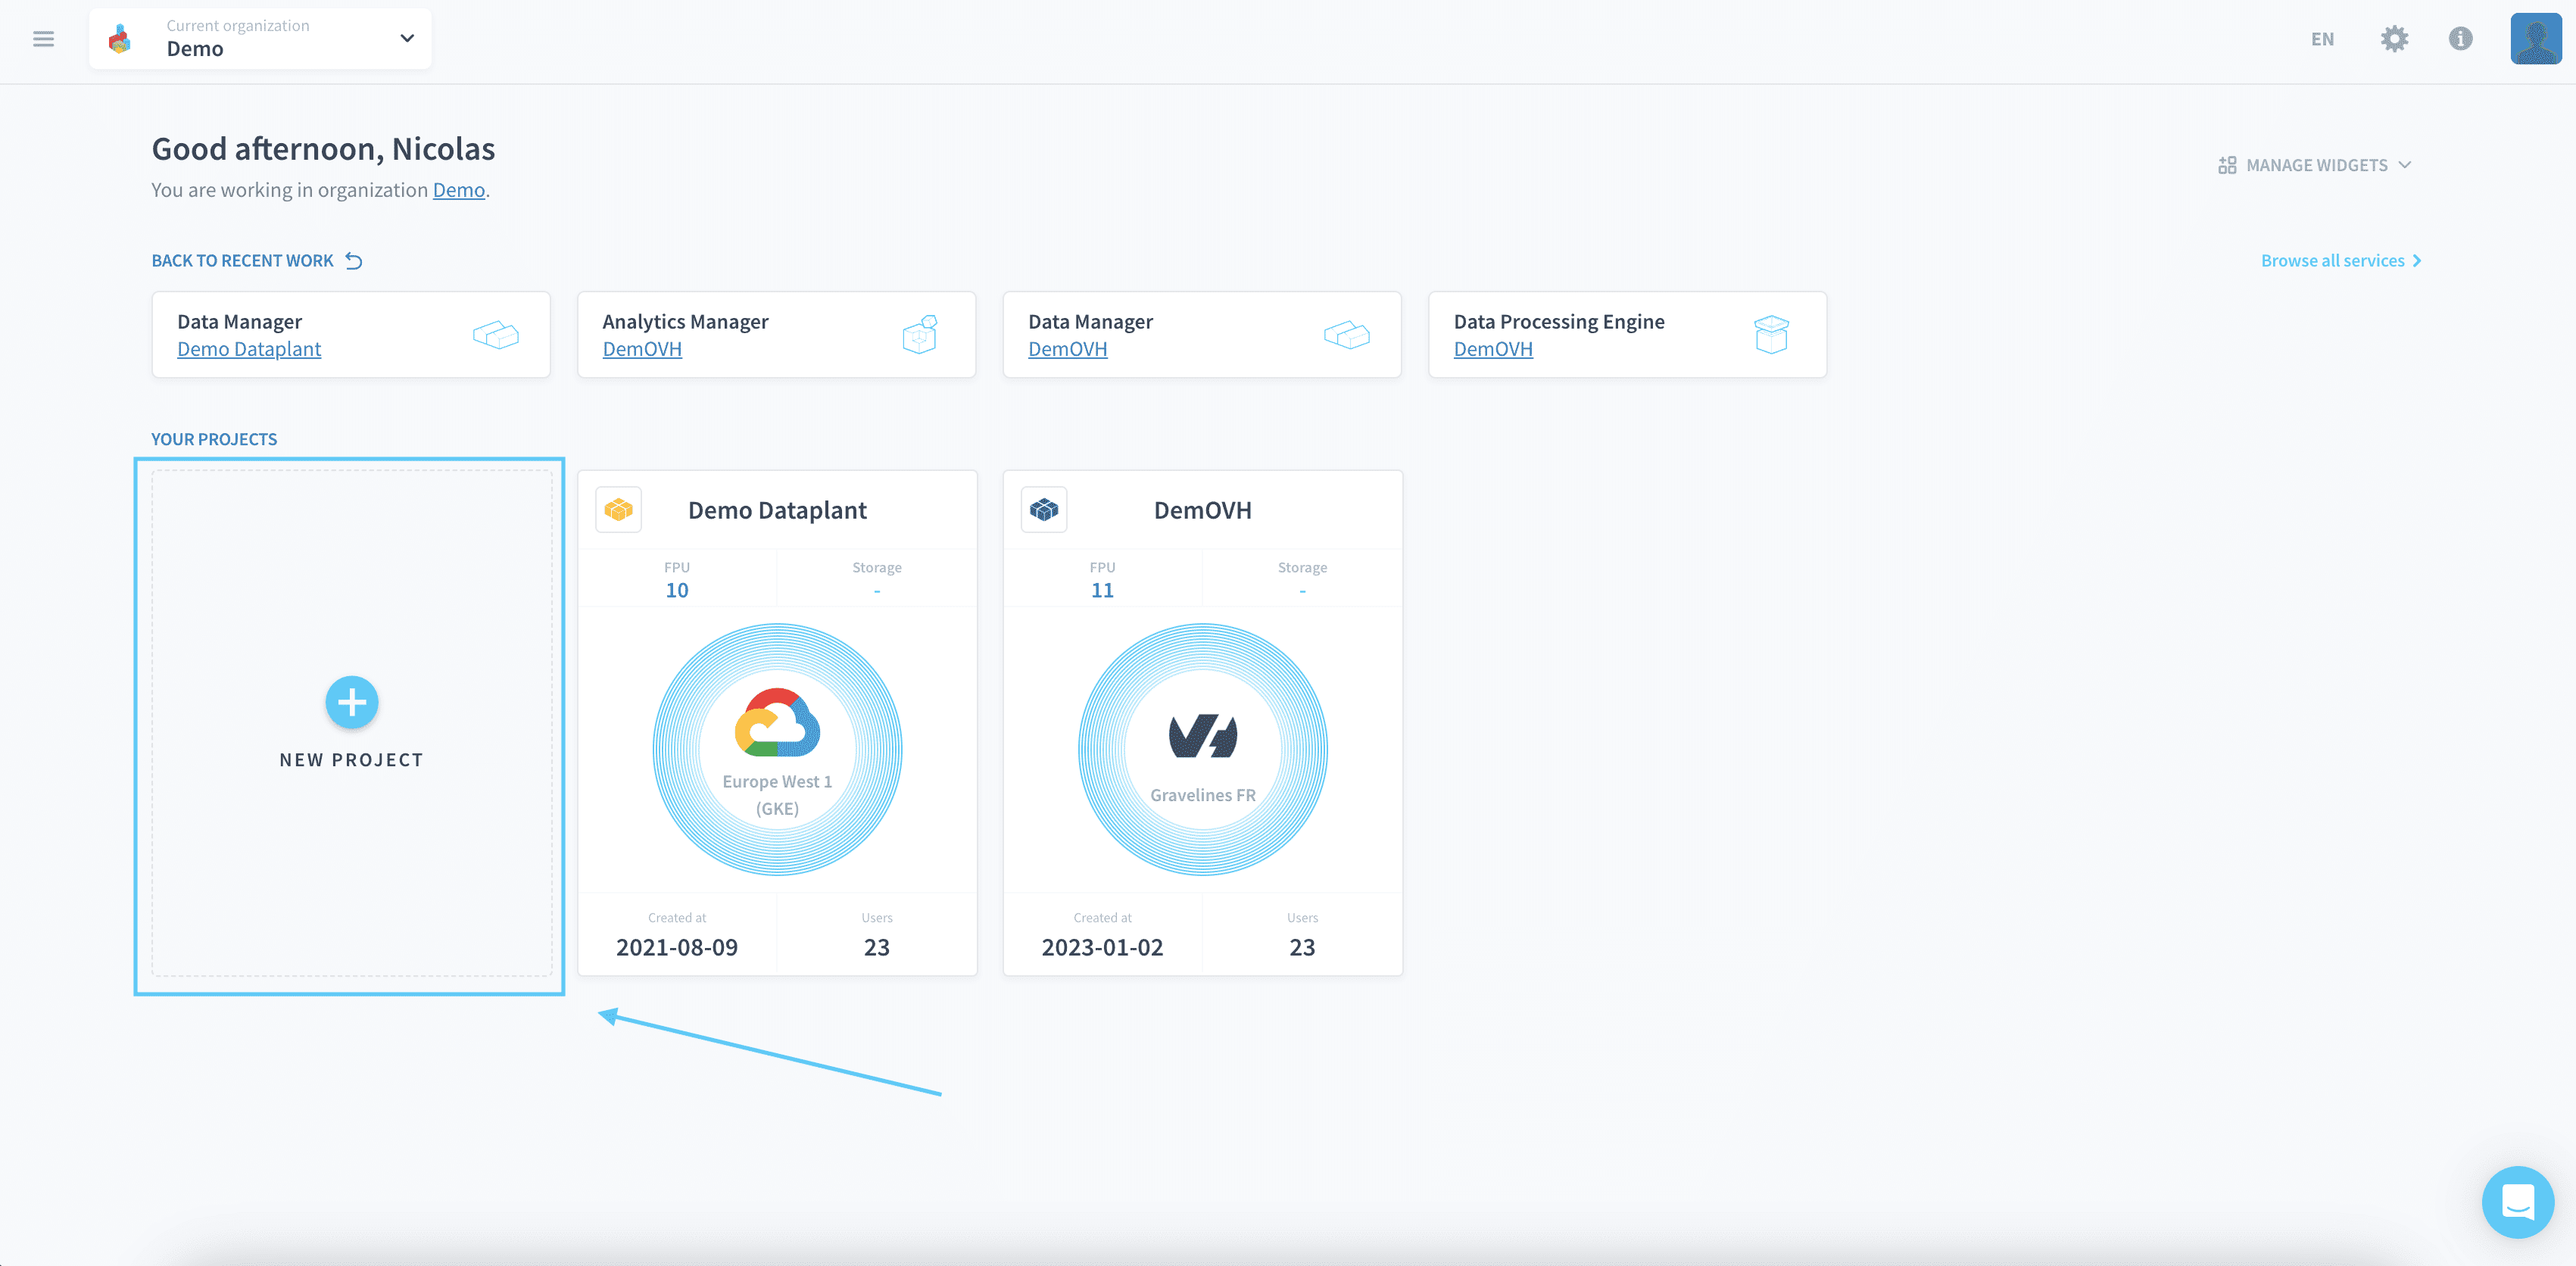 Current organization
Demo
EN
Good afternoon, Nicolas
You are working in organization Demo.
MANAGE WIDGETS
BACK TO RECENT WORK
Browse all services
Data Manager
Demo Dataplant
Analytics Manager
DemOVH
Data Manager
DemOVH
Data Processing Engine
DemOVH
YOUR PROJECTS
NEW PROJECT
Demo Dataplant
FPU
10
Storage
-
Europe West 1
(GKE)
Created at
2021-08-09
Users
23
DemOVH
FPU
11
Storage
-
Gravelines FR
Created at
2023-01-02
Users
23